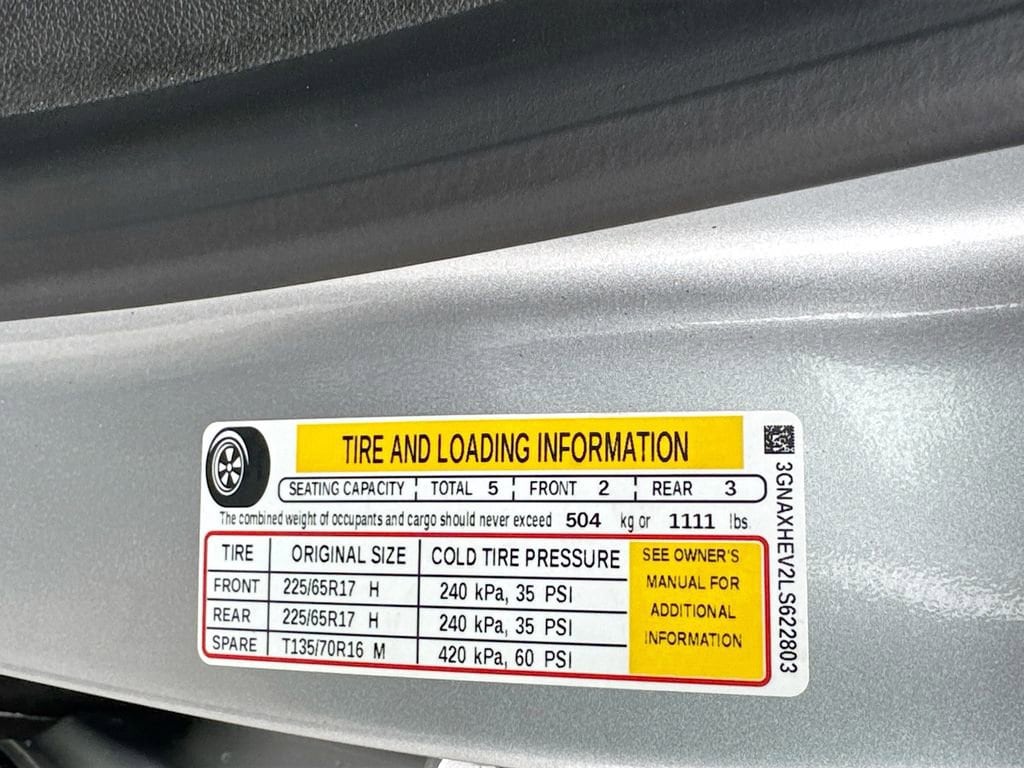 TIRE AND LOADING INFORMATION
SEATING CAPACITY TOTAL 5 FRONT 2 REAR 3
The combined weight of occupants and cargo should never exceed 504 kg or 1111 lbs.
TIRE ORIGINAL SIZE COLD TIRE PRESSURE
FRONT 225/65R17 H 240 kPa, 35 PSI
REAR 225/65R17 H 240 kPa, 35 PSI
SPARE T135/70R16 M 420 kPa, 60 PSI
SEE OWNER'S
MANUAL FOR
ADDITIONAL
INFORMATION
3GNAXHEV2LS622803